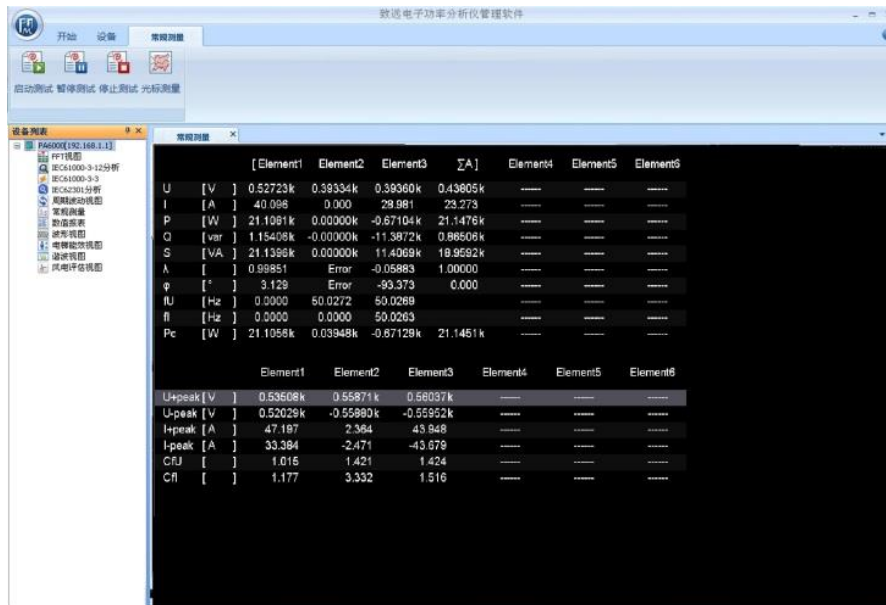 致远电子功率分析仪管理软件
开始 设备 常规测量
启动测试 暂停测试 停止测试 光标测量
设备列表
常规测量
PA6000[192.168.1.1]
FFT视图
IEC61000-3-12分析
IEC61000-3-3
IEC62301分析
周期波动视图
常规测量
数值报表
波形视图
电梯能效视图
谐波视图
风电评估视图
[ Element1 Element2 Element3 ΣA ] Element4 Element5 Element6
U [ V ] 0.52723k 0.39334k 0.39360k 0.43805k ------ ------ ------
I [ A ] 40.096 0.000 28.981 23.273 ------ ------ ------
P [ W ] 21.1081k 0.00000k -0.67104k 21.1476k ------ ------ ------
Q [ var ] 1.15406k -0.00000k -11.3872k 0.86506k ------ ------ ------
S [ VA ] 21.1396k 0.00000k 11.4069k 18.9592k ------ ------ ------
λ [ ] 0.99851 Error -0.05883 1.00000 ------ ------ ------
φ [ ° ] 3.129 Error -93.373 0.000 ------ ------ ------
fU [ Hz ] 0.0000 50.0272 50.0269 ------ ------ ------
fI [ Hz ] 0.0000 0.0000 50.0263 ------ ------ ------
Pc [ W ] 21.1056k 0.03948k -0.67129k 21.1451k ------ ------ ------
Element1 Element2 Element3 Element4 Element5 Element6
U+peak [ V ] 0.53508k 0.55871k 0.56037k ------ ------ ------
U-peak [ V ] 0.52029k -0.55880k -0.55952k ------ ------ ------
I+peak [ A ] 47.197 2.364 43.948 ------ ------ ------
I-peak [ A ] 33.384 -2.471 -43.679 ------ ------ ------
CfU [ ] 1.015 1.421 1.424 ------ ------ ------
CfI [ ] 1.177 3.332 1.516 ------ ------ ------